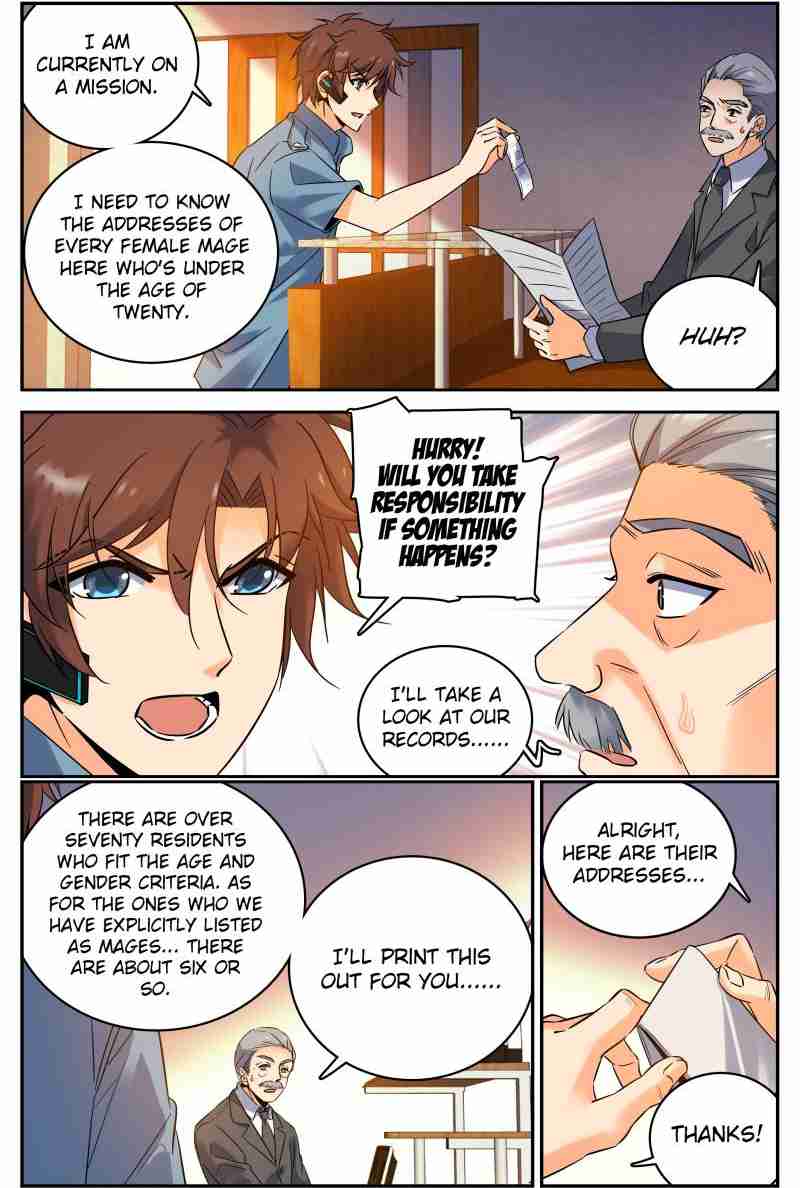 I AM
CURRENTLY ON
A MISSION.
I NEED TO KNOW
THE ADDRESSES OF
EVERY FEMALE MAGE
HERE WHO'S UNDER
THE AGE OF
TWENTY.
HUH?
HURRY!
WILL YOU TAKE
RESPONSIBILITY
IF SOMETHING
HAPPENS?
I'LL TAKE A
LOOK AT OUR
RECORDS......
THERE ARE OVER
SEVENTY RESIDENTS
WHO FIT THE AGE AND
GENDER CRITERIA. AS
FOR THE ONES WHO WE
HAVE EXPLICITLY LISTED
AS MAGES... THERE
ARE ABOUT SIX OR
SO.
I'LL PRINT THIS
OUT FOR YOU......
ALRIGHT,
HERE ARE THEIR
ADDRESSES...
THANKS!